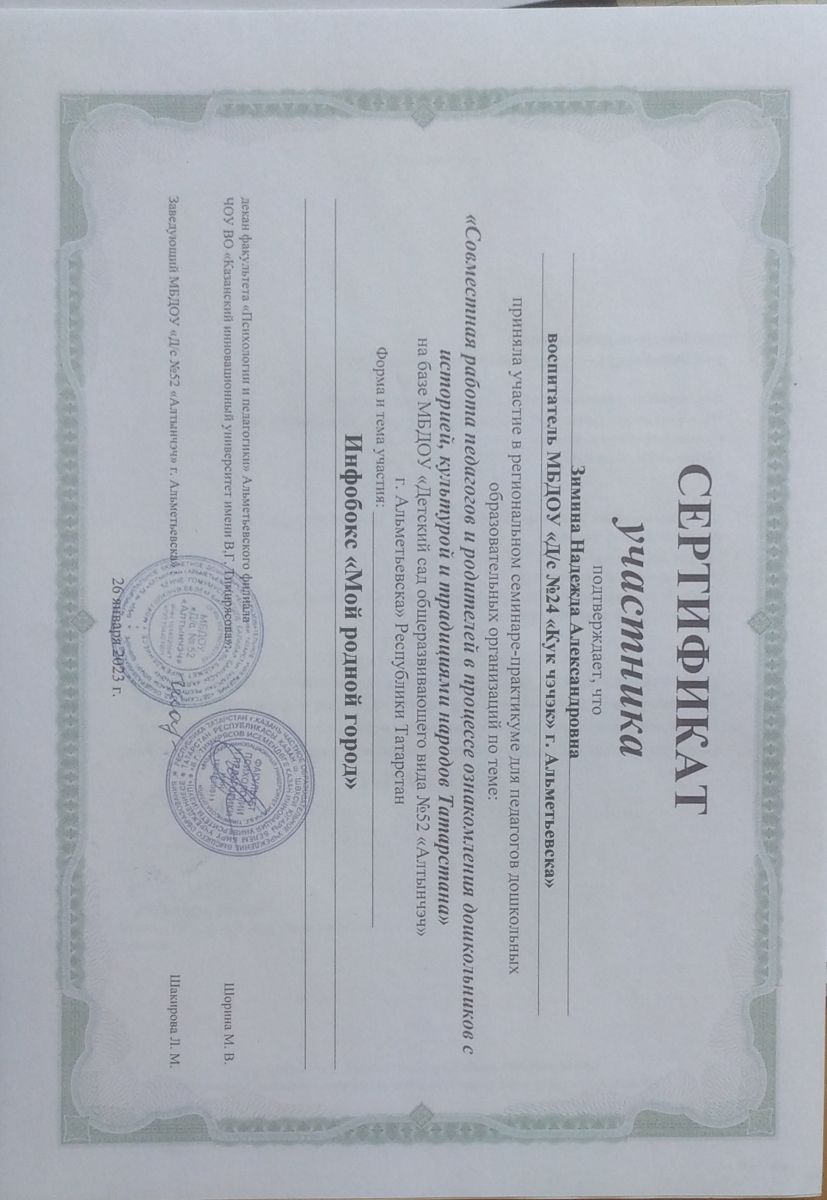 СЕРТИФИКАТ
участника
подтверждает, что
Зимина Надежда Александровна
воспитатель МБДОУ «Д/с №24 «Кук чэчэк» г. Альметьевска»
приняла участие в региональном семинаре-практикуме для педагогов дошкольных
образовательных организаций по теме:
«Совместная работа педагогов и родителей в процессе ознакомления дошкольников с
историей, культурой и традициями народов Татарстана»
на базе МБДОУ «Детский сад общеразвивающего вида №52 «Алтынчэч»
г. Альметьевска» Республики Татарстан
Форма и тема участия:
Инфобокс «Мой родной город»
декан факультета «Психологии и педагогики» Альметьевского филиала
ЧОУ ВО «Казанский инновационный университет имени В.Г. Тимирясова»: Шорина М. В.
Заведующий МБДОУ «Д/с №52 «Алтынчэч» г. Альметьевска Шакирова Л. М.
МБДОУ
«Д/с № 52
«Алтынчэч»
26 января 2023 г.